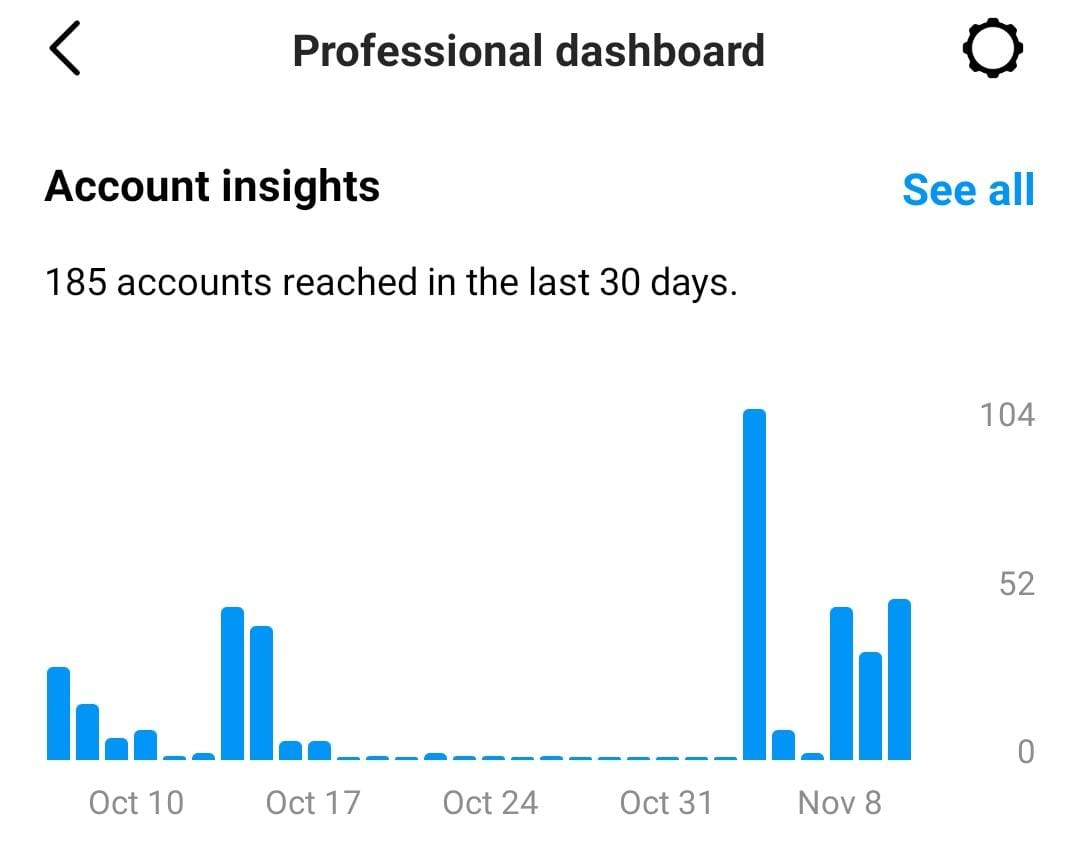 Professional dashboard
Account insights
See all
185 accounts reached in the last 30 days.
104
52
0
Oct 10
Oct 17
Oct 24
Oct 31
Nov 8